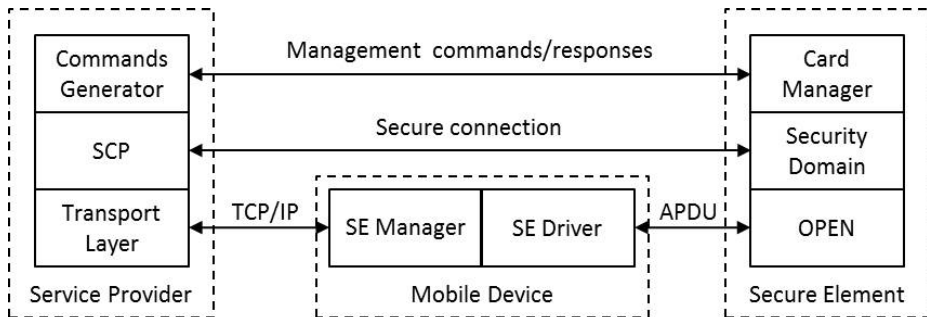 Commands
Generator
Management commands/responses
Card
Manager
SCP
Secure connection
Security
Domain
Transport
Layer
TCP/IP
SE Manager
SE Driver
APDU
OPEN
Service Provider
Mobile Device
Secure Element